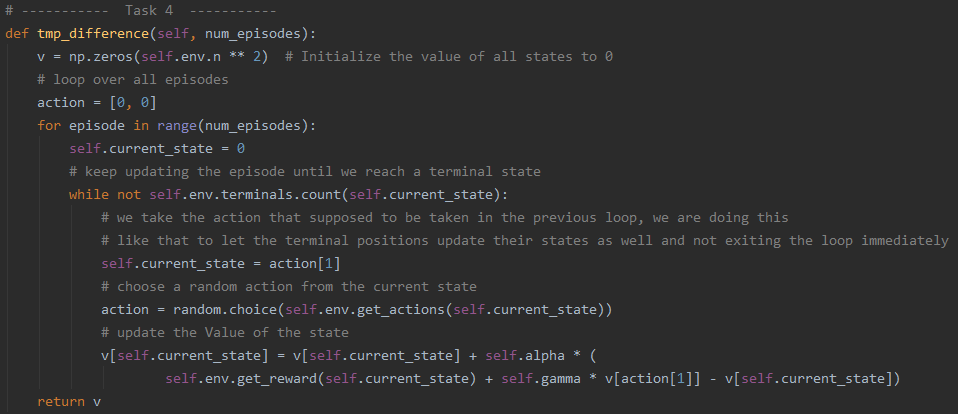 # -----------  Task 4  -----------
def tmp_difference(self, num_episodes):
    v = np.zeros(self.env.n ** 2)  # Initialize the value of all states to 0
    # loop over all episodes
    action = [0, 0]
    for episode in range(num_episodes):
        self.current_state = 0
        # keep updating the episode until we reach a terminal state
        while not self.env.terminals.count(self.current_state):
            # we take the action that supposed to be taken in the previous loop, we are doing this
            # like that to let the terminal positions update their states as well and not exiting the loop immediately
            self.current_state = action[1]
            # choose a random action from the current state
            action = random.choice(self.env.get_actions(self.current_state))
            # update the Value of the state
            v[self.current_state] = v[self.current_state] + self.alpha * (
                    self.env.get_reward(self.current_state) + self.gamma * v[action[1]] - v[self.current_state])
    return v